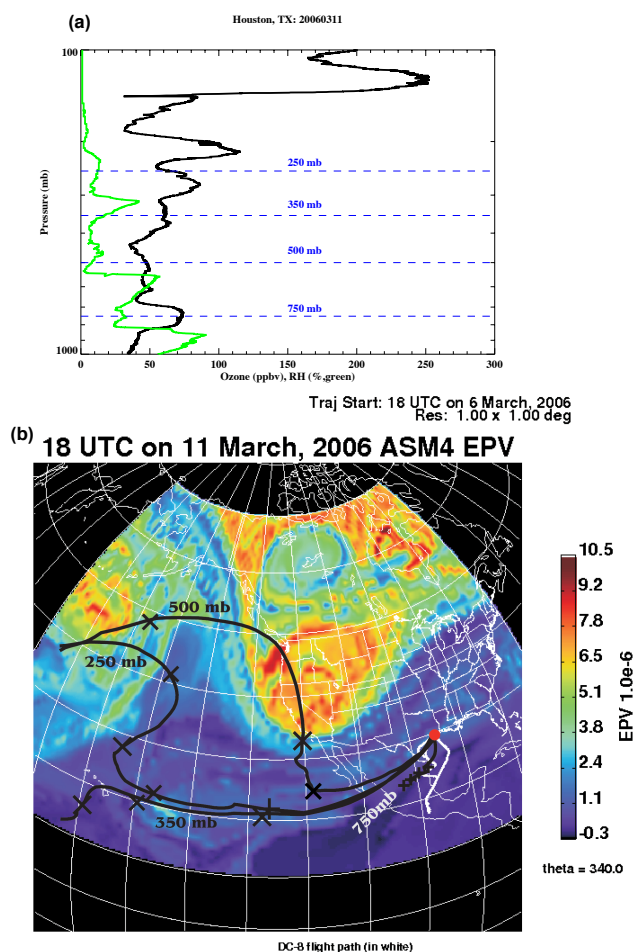 (a)
Houston, TX: 20060311
100
Pressure (mb)
250 mb
350 mb
500 mb
750 mb
1000
0 50 100 150 200 250 300
Ozone (ppbv), RH (%,green)
Traj Start: 18 UTC on 6 March, 2006
Res: 1.00 x 1.00 deg
(b)
18 UTC on 11 March, 2006 ASM4 EPV
500 mb
250 mb
350 mb
750mb
10.5
9.2
7.8
6.5
5.1
3.8
2.4
1.1
-0.3
EPV 1.0e-6
theta = 340.0
DC-8 flight path (in white)